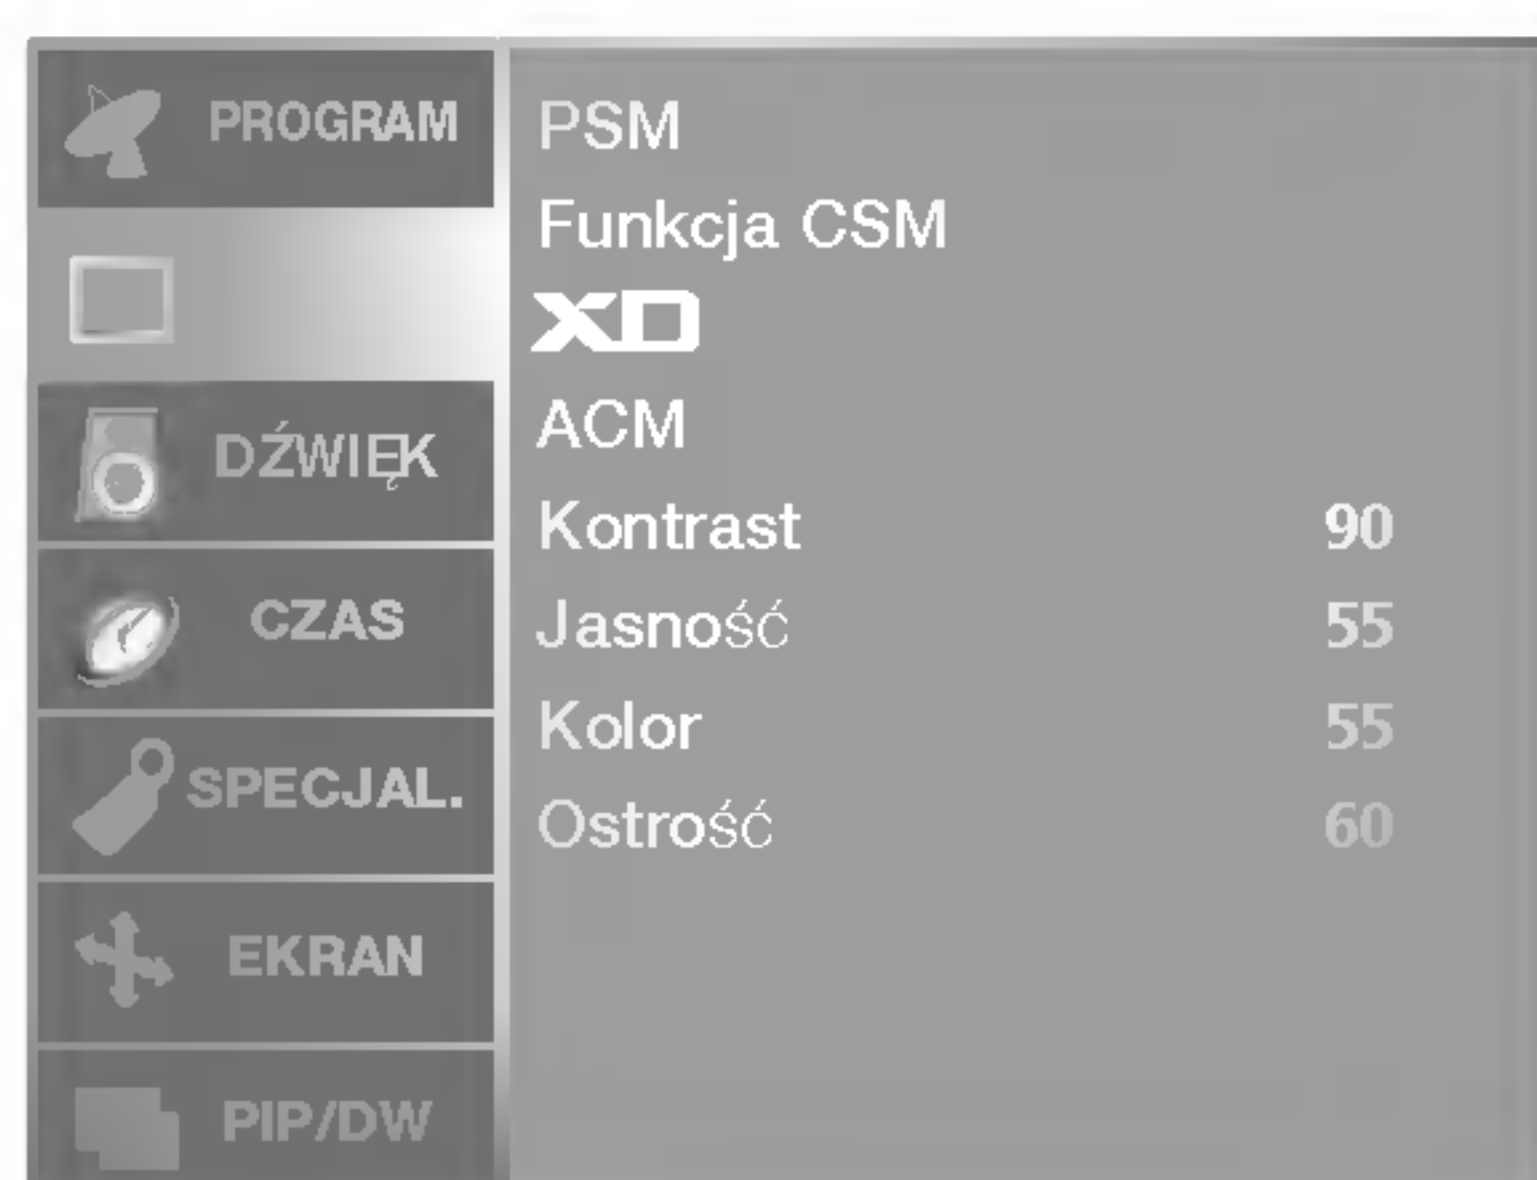 PROGRAM
DŹWIĘK
CZAS
SPECJAL.
EKRAN
PIP/DW
PSM
Funkcja CSM
XD
ACM
Kontrast 90
Jasność 55
Kolor 55
Ostrość 60